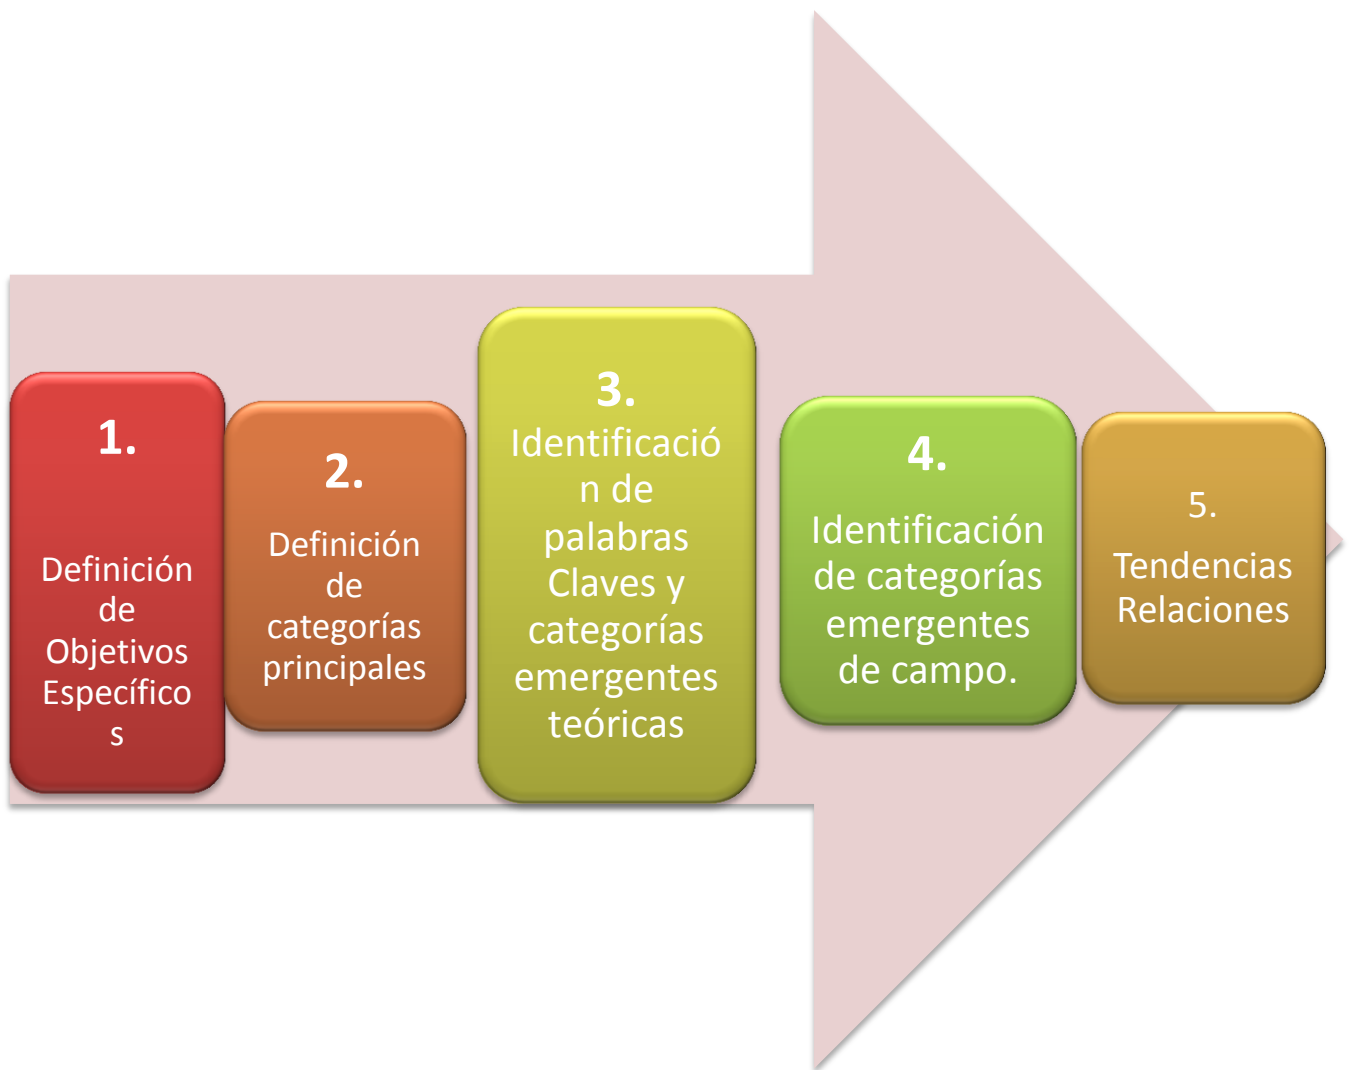 1.
Definición
de
Objetivos
Específico
s
2.
Definición
de
categorías
principales
3.
Identificació
n de
palabras
Claves y
categorías
emergentes
teóricas
4.
Identificación
de categorías
emergentes
de campo.
5.
Tendencias
Relaciones